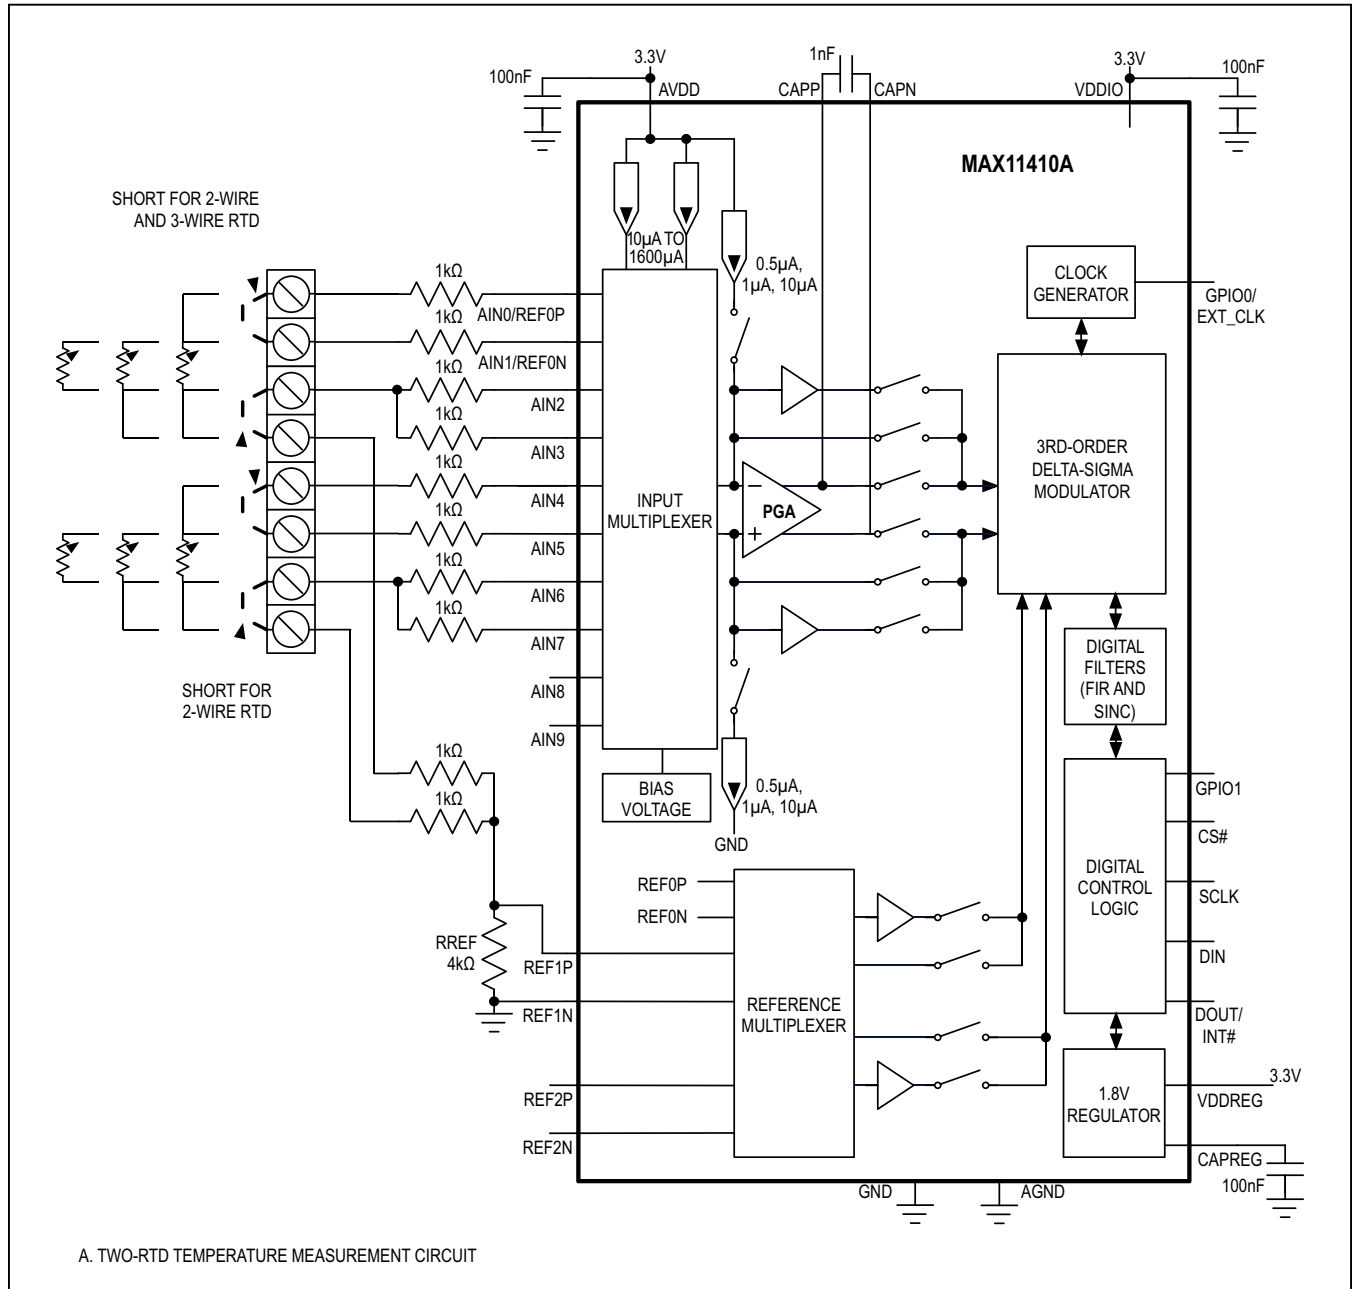 3.3V
100nF
AVDD
1nF
CAPP
CAPN
3.3V
100nF
VDDIO
MAX11410A
SHORT FOR 2-WIRE
AND 3-WIRE RTD
10µA TO
1600µA
0.5µA,
1µA, 10µA
CLOCK
GENERATOR
GPIO0/
EXT_CLK
1kΩ
AIN0/REF0P
1kΩ
AIN1/REF0N
1kΩ
AIN2
1kΩ
AIN3
1kΩ
AIN4
1kΩ
AIN5
1kΩ
AIN6
1kΩ
AIN7
AIN8
AIN9
INPUT
MULTIPLEXER
−
PGA
+
3RD-ORDER
DELTA-SIGMA
MODULATOR
DIGITAL
FILTERS
(FIR AND
SINC)
SHORT FOR
2-WIRE RTD
1kΩ
1kΩ
BIAS
VOLTAGE
0.5µA,
1µA, 10µA
GND
GPIO1
CS#
DIGITAL
CONTROL
LOGIC
SCLK
DIN
DOUT/
INT#
REF0P
REF0N
RREF
4kΩ
REF1P
REF1N
REFERENCE
MULTIPLEXER
REF2P
REF2N
1.8V
REGULATOR
3.3V
VDDREG
CAPREG
100nF
GND
AGND
A. TWO-RTD TEMPERATURE MEASUREMENT CIRCUIT